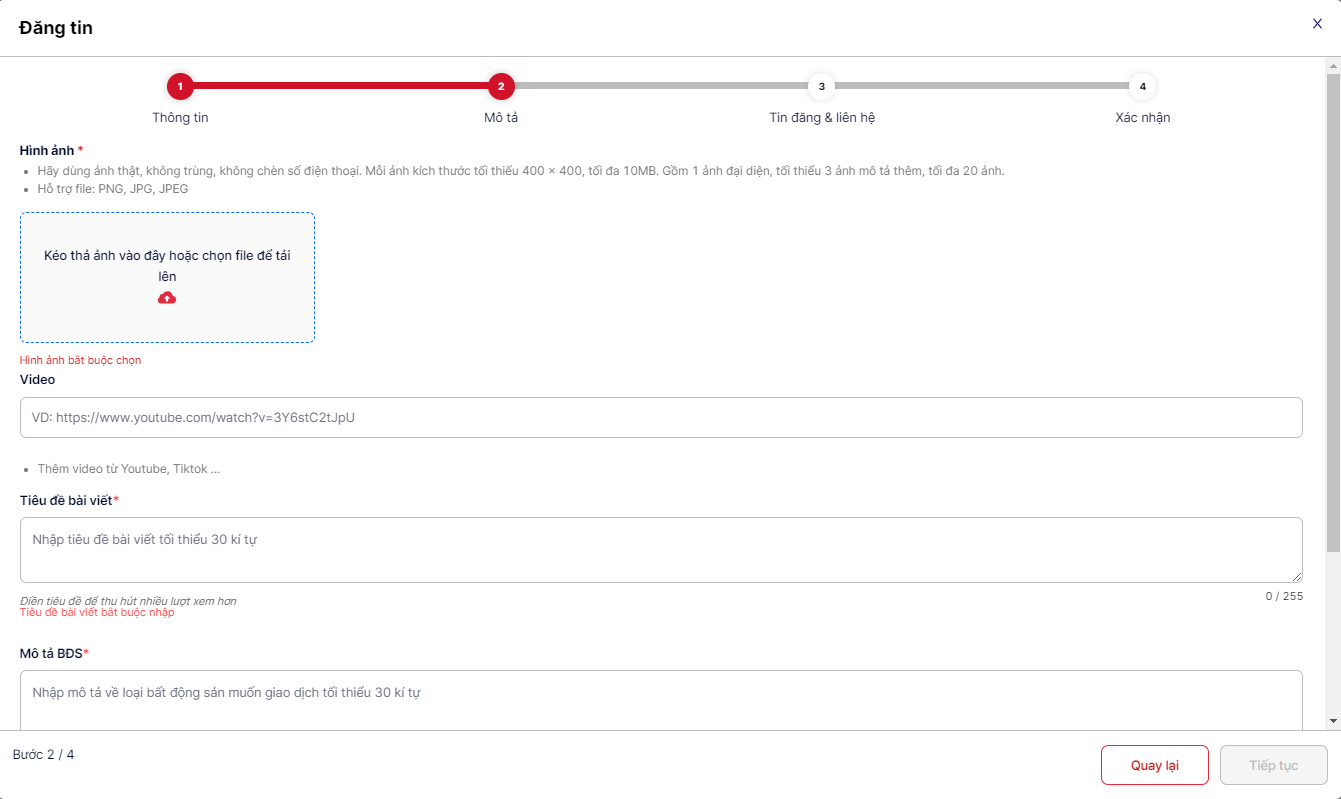 Đăng tin
X
1
2
3
4
Thông tin
Mô tả
Tin đăng & liên hệ
Xác nhận
Hình ảnh *
Hãy dùng ảnh thật, không trùng, không chèn số điện thoại. Mỗi ảnh kích thước tối thiểu 400 x 400, tối đa 10MB. Gồm 1 ảnh đại diện, tối thiểu 3 ảnh mô tả thêm, tối đa 20 ảnh.
Hỗ trợ file: PNG, JPG, JPEG
Kéo thả ảnh vào đây hoặc chọn file để tải
lên
Hình ảnh bắt buộc chọn
Video
VD: https://www.youtube.com/watch?v=3Y6stC2tJpU
Thêm video từ Youtube, Tiktok ...
Tiêu đề bài viết*
Nhập tiêu đề bài viết tối thiểu 30 kí tự
Điền tiêu đề để thu hút nhiều lượt xem hơn
0 / 255
Tiêu đề bài viết bắt buộc nhập
Mô tả BĐS*
Nhập mô tả về loại bất động sản muốn giao dịch tối thiểu 30 kí tự
Bước 2 / 4
Quay lại
Tiếp tục